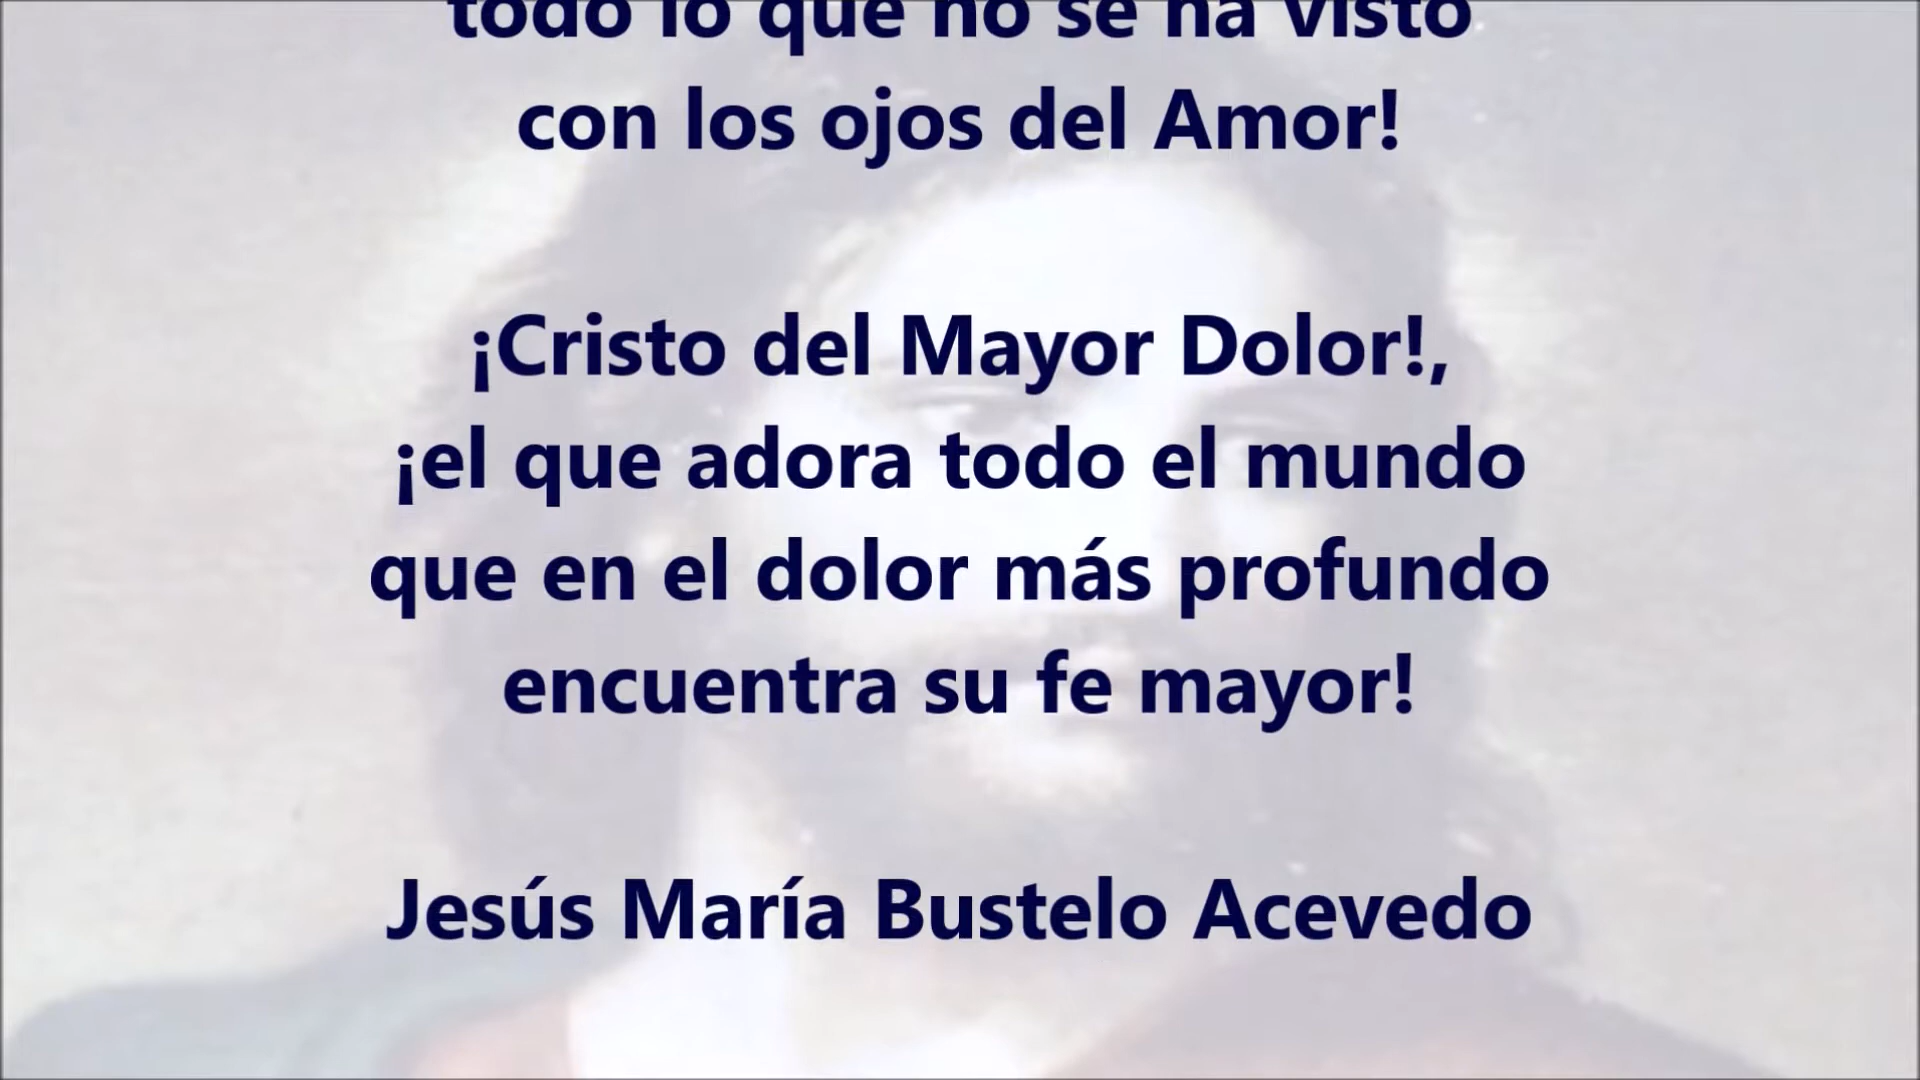 todo lo que no se ha visto
con los ojos del Amor!
¡Cristo del Mayor Dolor!,
¡el que adora todo el mundo
que en el dolor más profundo
encuentra su fe mayor!
Jesús María Bustelo Acevedo